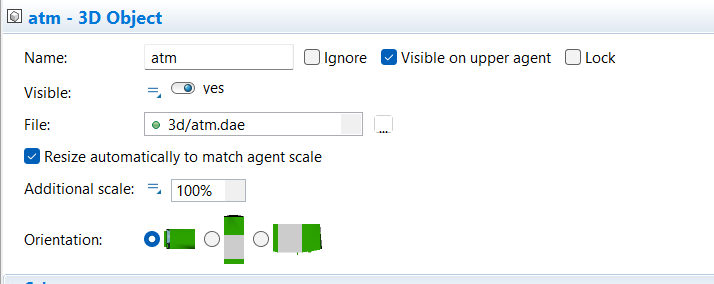 atm - 3D Object
Name: atm Ignore Visible on upper agent Lock
Visible: yes
File: 3d/atm.dae ...
Resize automatically to match agent scale
Additional scale: 100%
Orientation: